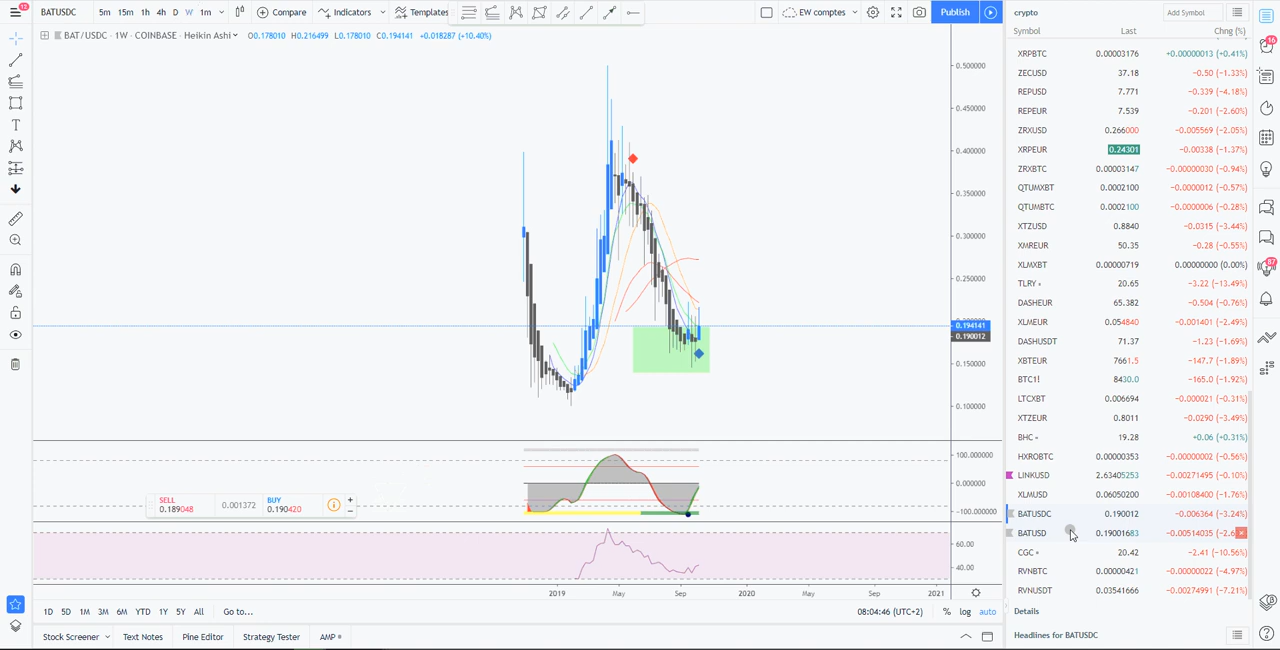 12
BATUSDC 5m 15m 1h 4h D W 1m Compare Indicators Templates EW comptes Publish
BAT / USDC · 1W · COINBASE · Heikin Ashi O0.178010 H0.216499 L0.178010 C0.194141 +0.018287 (+10.40%)
0.500000
0.450000
0.400000
0.350000
0.300000
0.250000
0.194141
0.190012
0.150000
0.100000
100.000000
0.000000
-100.000000
SELL
0.189048
0.001372
BUY
0.190420
60.00
40.00
2019 May Sep 2020 May Sep 2021
1D 5D 1M 3M 6M YTD 1Y 5Y All Go to... 08:04:46 (UTC+2) % log auto
Stock Screener Text Notes Pine Editor Strategy Tester AMP
crypto Add Symbol
Symbol Last Chng (%)
XRPBTC 0.00003176 +0.00000013 (+0.41%)
ZECUSD 37.18 −0.50 (−1.33%)
REPUSD 7.771 −0.339 (−4.18%)
REPEUR 7.539 −0.201 (−2.60%)
ZRXUSD 0.266000 −0.005569 (−2.05%)
XRPEUR 0.24301 −0.00338 (−1.37%)
ZRXBTC 0.00003147 −0.00000030 (−0.94%)
QTUMXBT 0.0002100 −0.0000012 (−0.57%)
QTUMBTC 0.0002100 −0.0000006 (−0.28%)
XTZUSD 0.8840 −0.0315 (−3.44%)
XMREUR 50.35 −0.28 (−0.55%)
XLMXBT 0.00000719 0.00000000 (0.00%)
TLRY 20.65 −3.22 (−13.49%)
DASHEUR 65.382 −0.504 (−0.76%)
XLMEUR 0.054840 −0.001401 (−2.49%)
DASHUSDT 71.37 −1.23 (−1.69%)
XBTEUR 7661.5 −147.7 (−1.89%)
BTC1! 8430.0 −165.0 (−1.92%)
LTCXBT 0.006694 −0.000021 (−0.31%)
XTZEUR 0.8011 −0.0290 (−3.49%)
BHC 19.28 +0.06 (+0.31%)
HXROBTC 0.00000353 −0.00000002 (−0.56%)
LINKUSD 2.63405253 −0.00271495 (−0.10%)
XLMUSD 0.06050200 −0.00108400 (−1.76%)
BATUSDC 0.190012 −0.006364 (−3.24%)
BATUSD 0.19001683 −0.00514035 (−2.6
CGC 20.42 −2.41 (−10.56%)
RVNBTC 0.00000421 −0.00000022 (−4.97%)
RVNUSDT 0.03541666 −0.00274991 (−7.21%)
Details
Headlines for BATUSDC
16
87